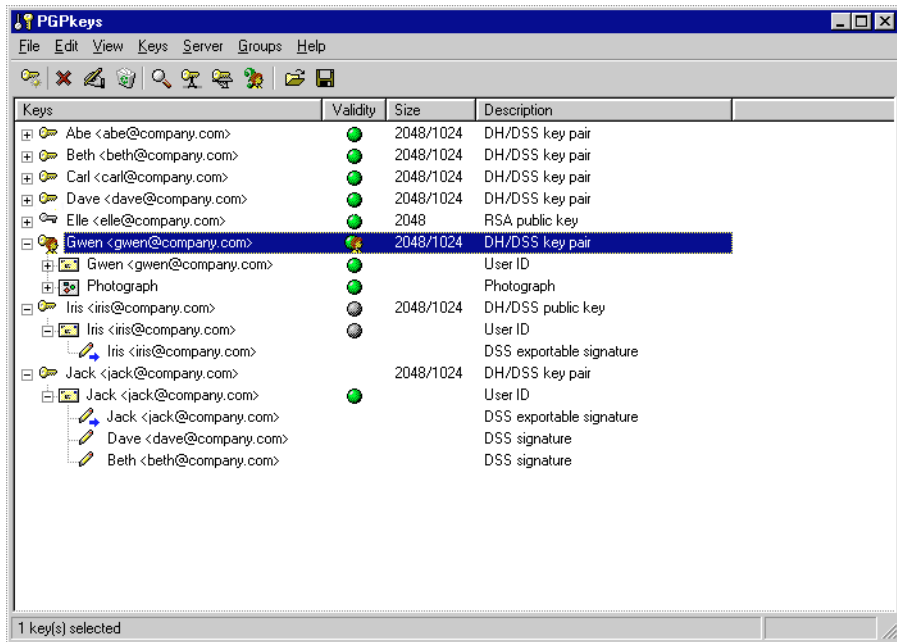 PGPkeys
File Edit View Keys Server Groups Help
Keys Validity Size Description
Abe <abe@company.com> 2048/1024 DH/DSS key pair
Beth <beth@company.com> 2048/1024 DH/DSS key pair
Carl <carl@company.com> 2048/1024 DH/DSS key pair
Dave <dave@company.com> 2048/1024 DH/DSS key pair
Elle <elle@company.com> 2048 RSA public key
Gwen <gwen@company.com> 2048/1024 DH/DSS key pair
Gwen <gwen@company.com> User ID
Photograph Photograph
Iris <iris@company.com> 2048/1024 DH/DSS public key
Iris <iris@company.com> User ID
Iris <iris@company.com> DSS exportable signature
Jack <jack@company.com> 2048/1024 DH/DSS key pair
Jack <jack@company.com> User ID
Jack <jack@company.com> DSS exportable signature
Dave <dave@company.com> DSS signature
Beth <beth@company.com> DSS signature
1 key(s) selected